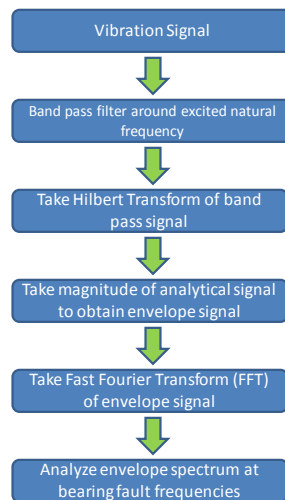 Vibration Signal
Band pass filter around excited natural
frequency
Take Hilbert Transform of band
pass signal
Take magnitude of analytical signal
to obtain envelope signal
Take Fast Fourier Transform (FFT)
of envelope signal
Analyze envelope spectrum at
bearing fault frequencies